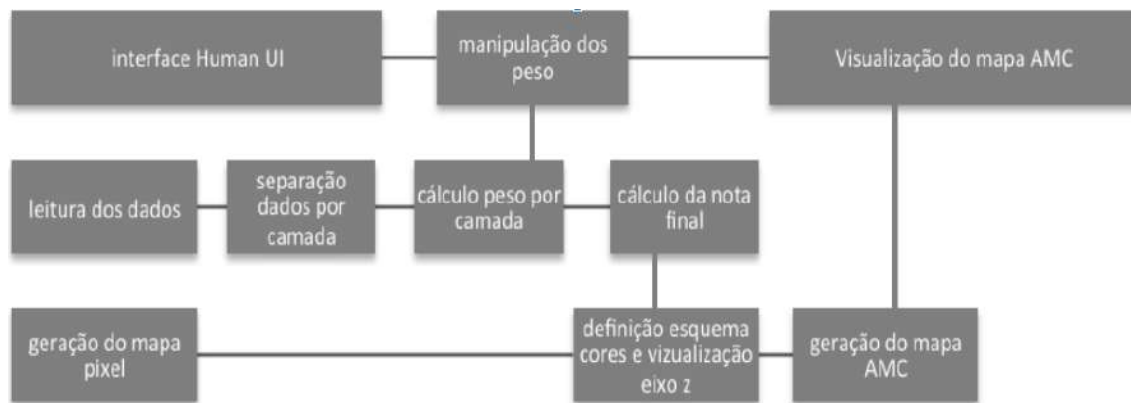 interface Human UI
manipulação dos
peso
Visualização do mapa AMC
leitura dos dados
separação
dados por
camada
cálculo peso por
camada
cálculo da nota
final
geração do mapa
pixel
definição esquema
cores e vizualização
eixo z
geração do mapa
AMC